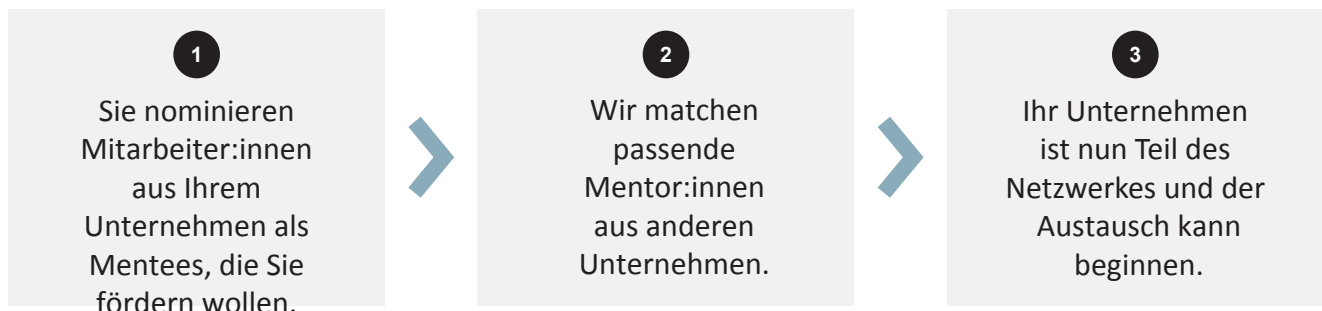 1
Sie nominieren
Mitarbeiter:innen
aus Ihrem
Unternehmen als
Mentees, die Sie
fördern wollen.
2
Wir matchen
passende
Mentor:innen
aus anderen
Unternehmen.
3
Ihr Unternehmen
ist nun Teil des
Netzwerkes und der
Austausch kann
beginnen.